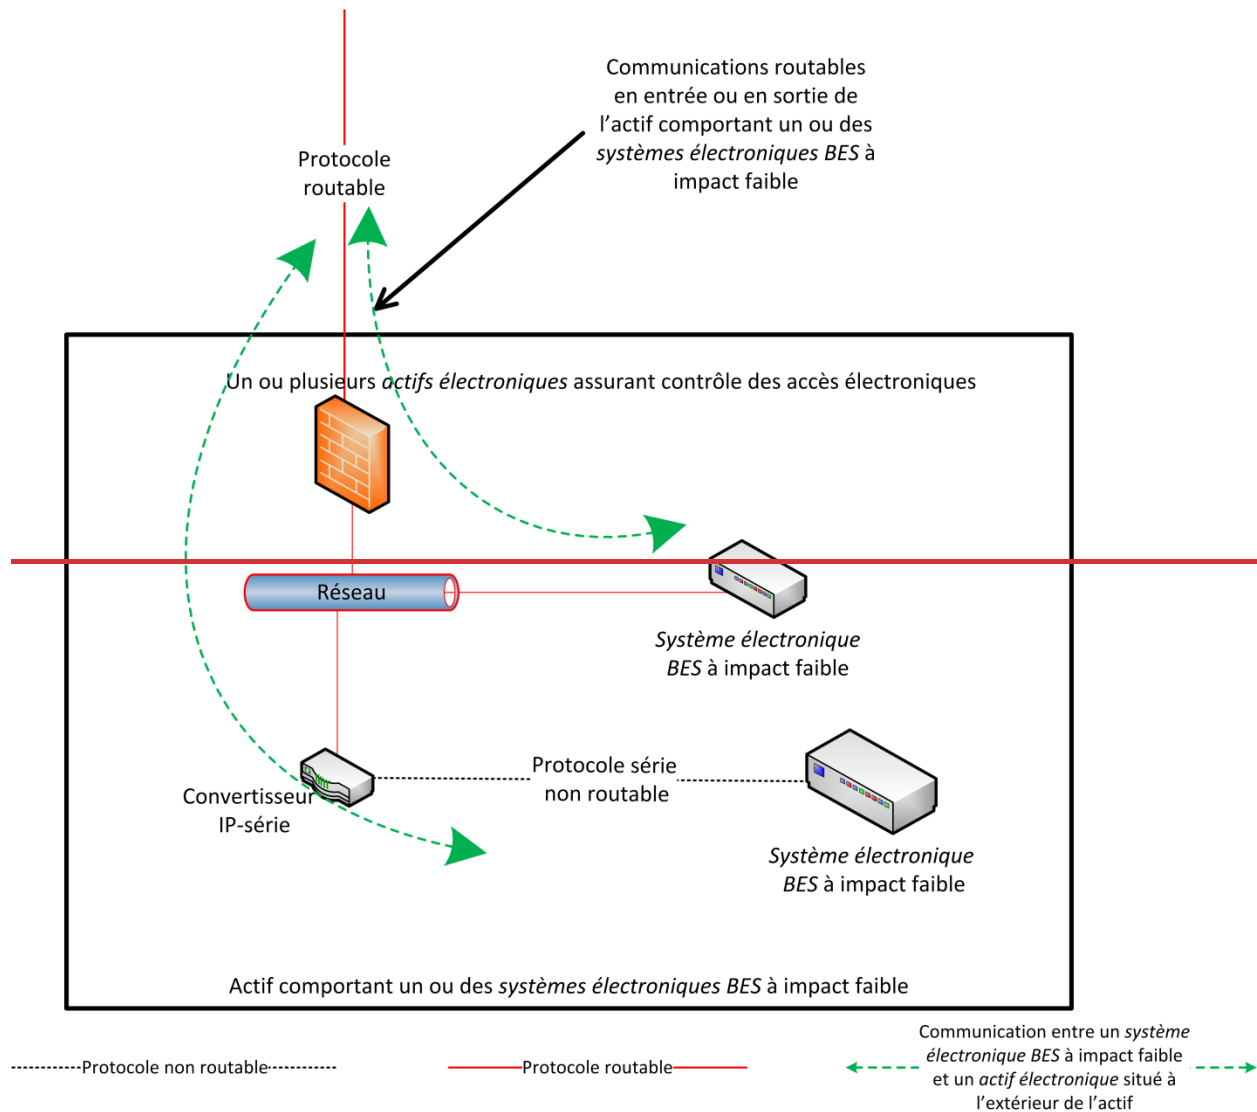 Communications routables
en entrée ou en sortie de
l’actif comportant un ou des
systèmes électroniques BES à
impact faible
Protocole
routable
Un ou plusieurs actifs électroniques assurant contrôle des accès électroniques
Réseau
Système électronique
BES à impact faible
Protocole série
non routable
Convertisseur
IP-série
Système électronique
BES à impact faible
Actif comportant un ou des systèmes électroniques BES à impact faible
Protocole non routable
Protocole routable
Communication entre un système
électronique BES à impact faible
et un actif électronique situé à
l’extérieur de l’actif